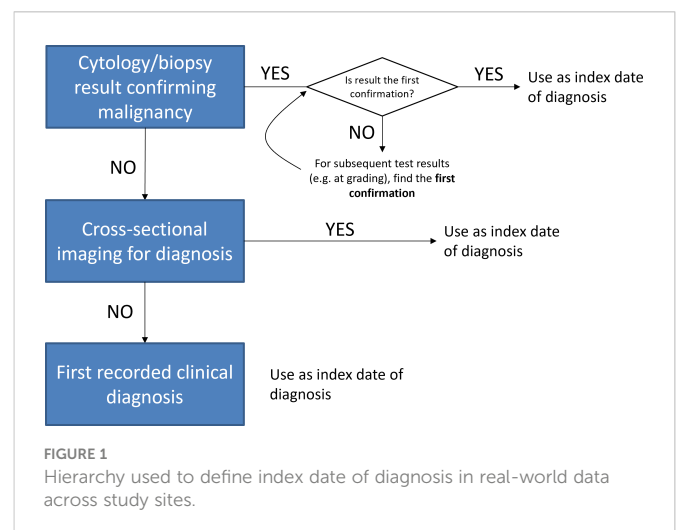 Cytology/biopsy
result confirming
malignancy
YES
Is result the first
confirmation?
YES
Use as index date
of diagnosis
NO
For subsequent test results
(e.g. at grading), find the first
confirmation
NO
Cross-sectional
imaging for diagnosis
YES
Use as index date
of diagnosis
NO
First recorded clinical
diagnosis
Use as index date of
diagnosis
FIGURE 1
Hierarchy used to define index date of diagnosis in real-world data
across study sites.